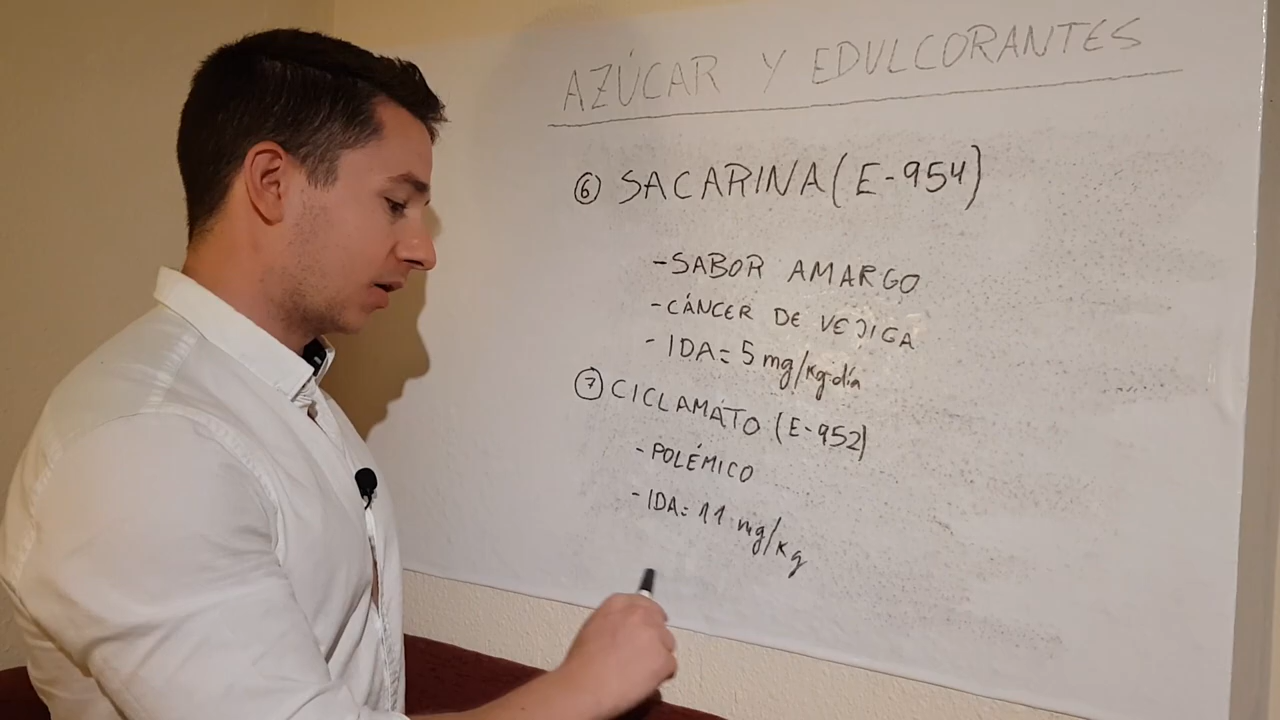 AZÚCAR Y EDULCORANTES
⑥ SACARINA (E-954)
- SABOR AMARGO
- CÁNCER DE VEJIGA
- IDA = 5 mg/kg·día
⑦ CICLAMATO (E-952)
- POLÉMICO
- IDA = 11 mg/kg